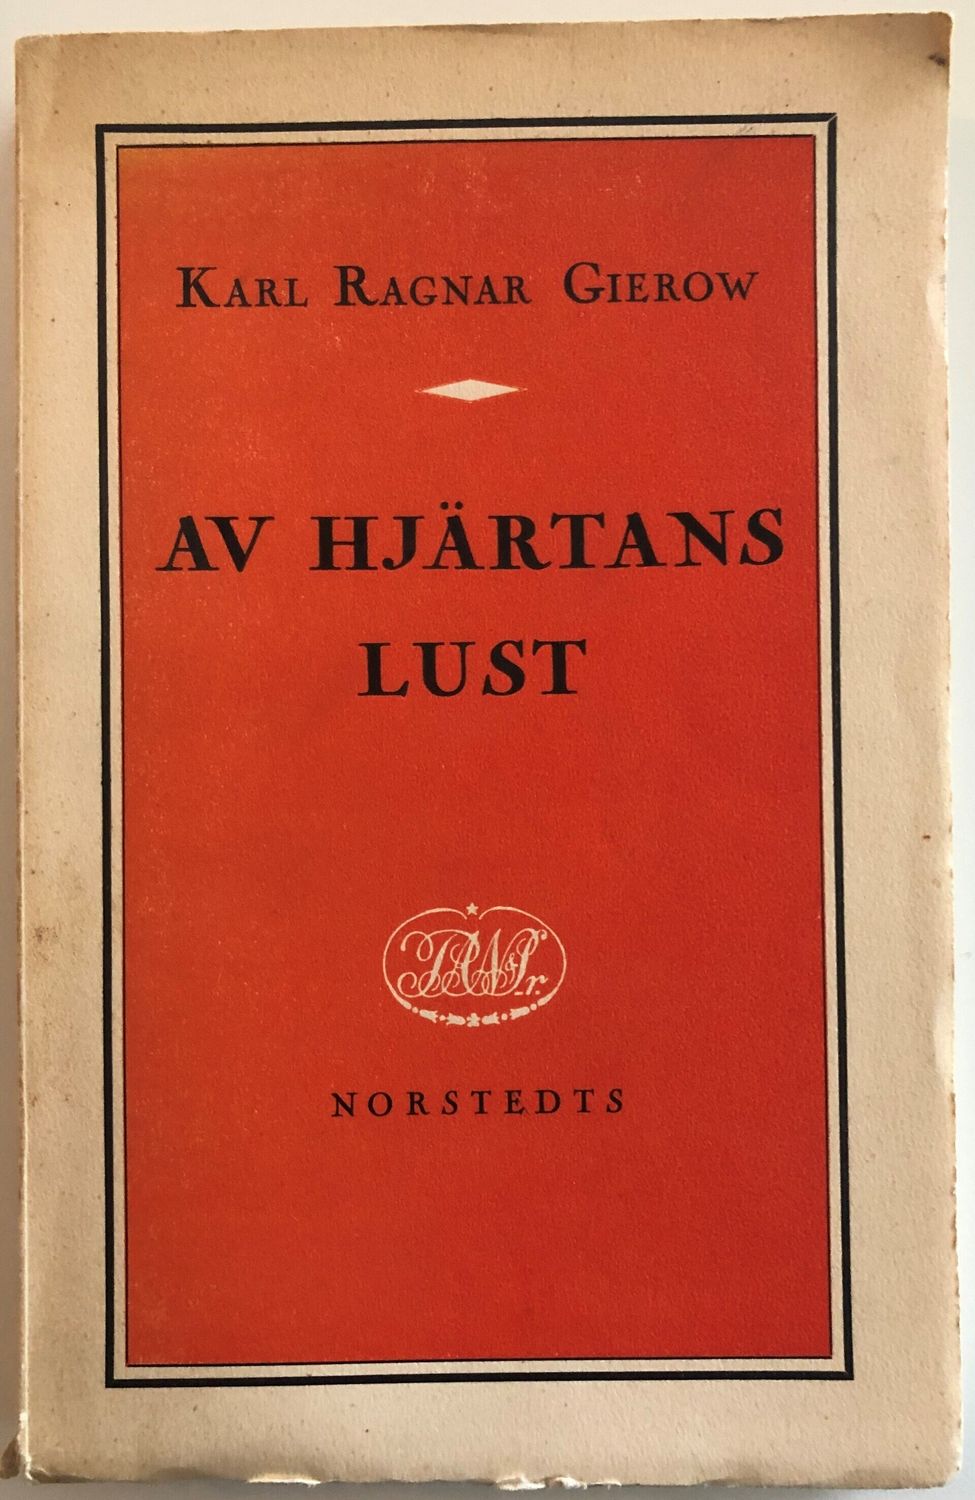 KARL RAGNAR GIEROW
AV HJÄRTANS
LUST
P.A.N&S-r.
NORSTEDTS